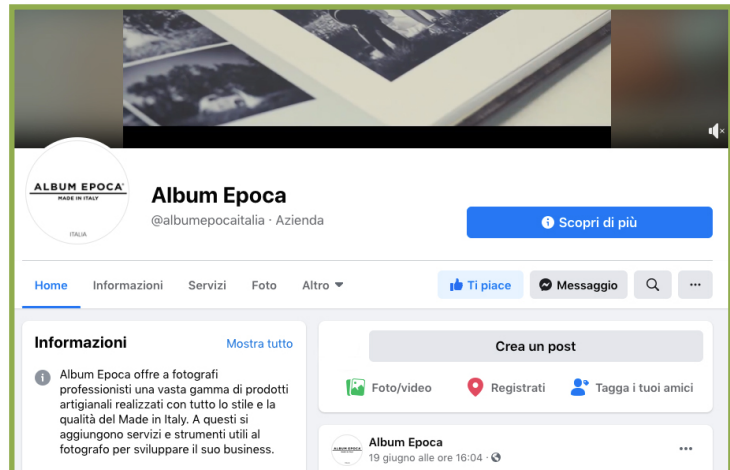 ALBUM EPOCA
MADE IN ITALY
ITALIA
Album Epoca
@albumepocaitalia · Azienda
Scopri di più
Home Informazioni Servizi Foto Altro
Ti piace Messaggio
Informazioni Mostra tutto
Album Epoca offre a fotografi
professionisti una vasta gamma di prodotti
artigianali realizzati con tutto lo stile e la
qualità del Made in Italy. A questi si
aggiungono servizi e strumenti utili al
fotografo per sviluppare il suo business.
Crea un post
Foto/video Registrati Tagga i tuoi amici
ALBUM EPOCA
Album Epoca
19 giugno alle ore 16:04 ·